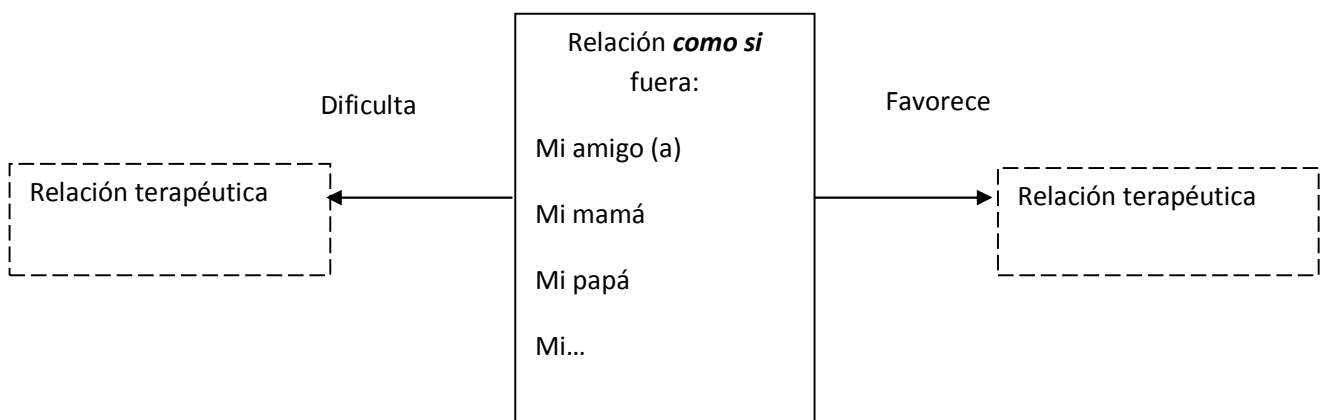 Relación como si
fuera:
Dificulta
Favorece
Mi amigo (a)
Relación terapéutica
Mi mamá
Relación terapéutica
Mi papá
Mi…